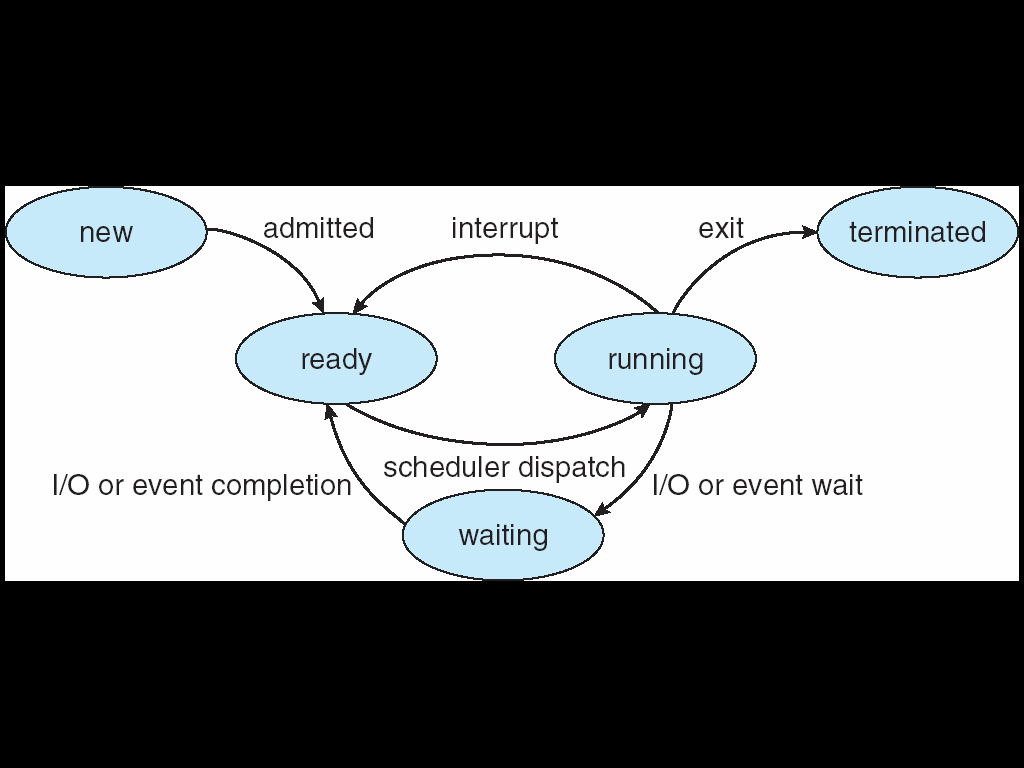 new
admitted
interrupt
exit
terminated
ready
running
scheduler dispatch
I/O or event completion
I/O or event wait
waiting